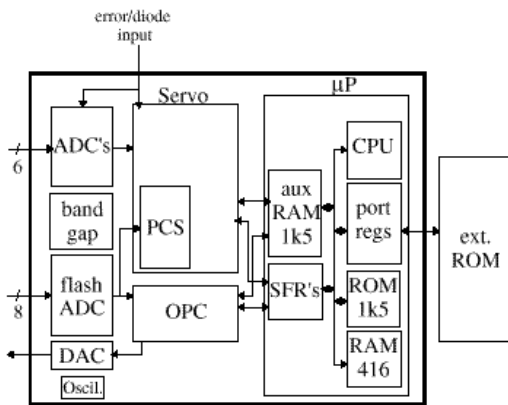 error/diode
input
Servo
μP
ADC's
6
CPU
band
gap
PCS
aux
RAM
1k5
port
regs
ext.
ROM
flash
ADC
8
OPC
SFR's
ROM
1k5
DAC
RAM
416
Oscil.